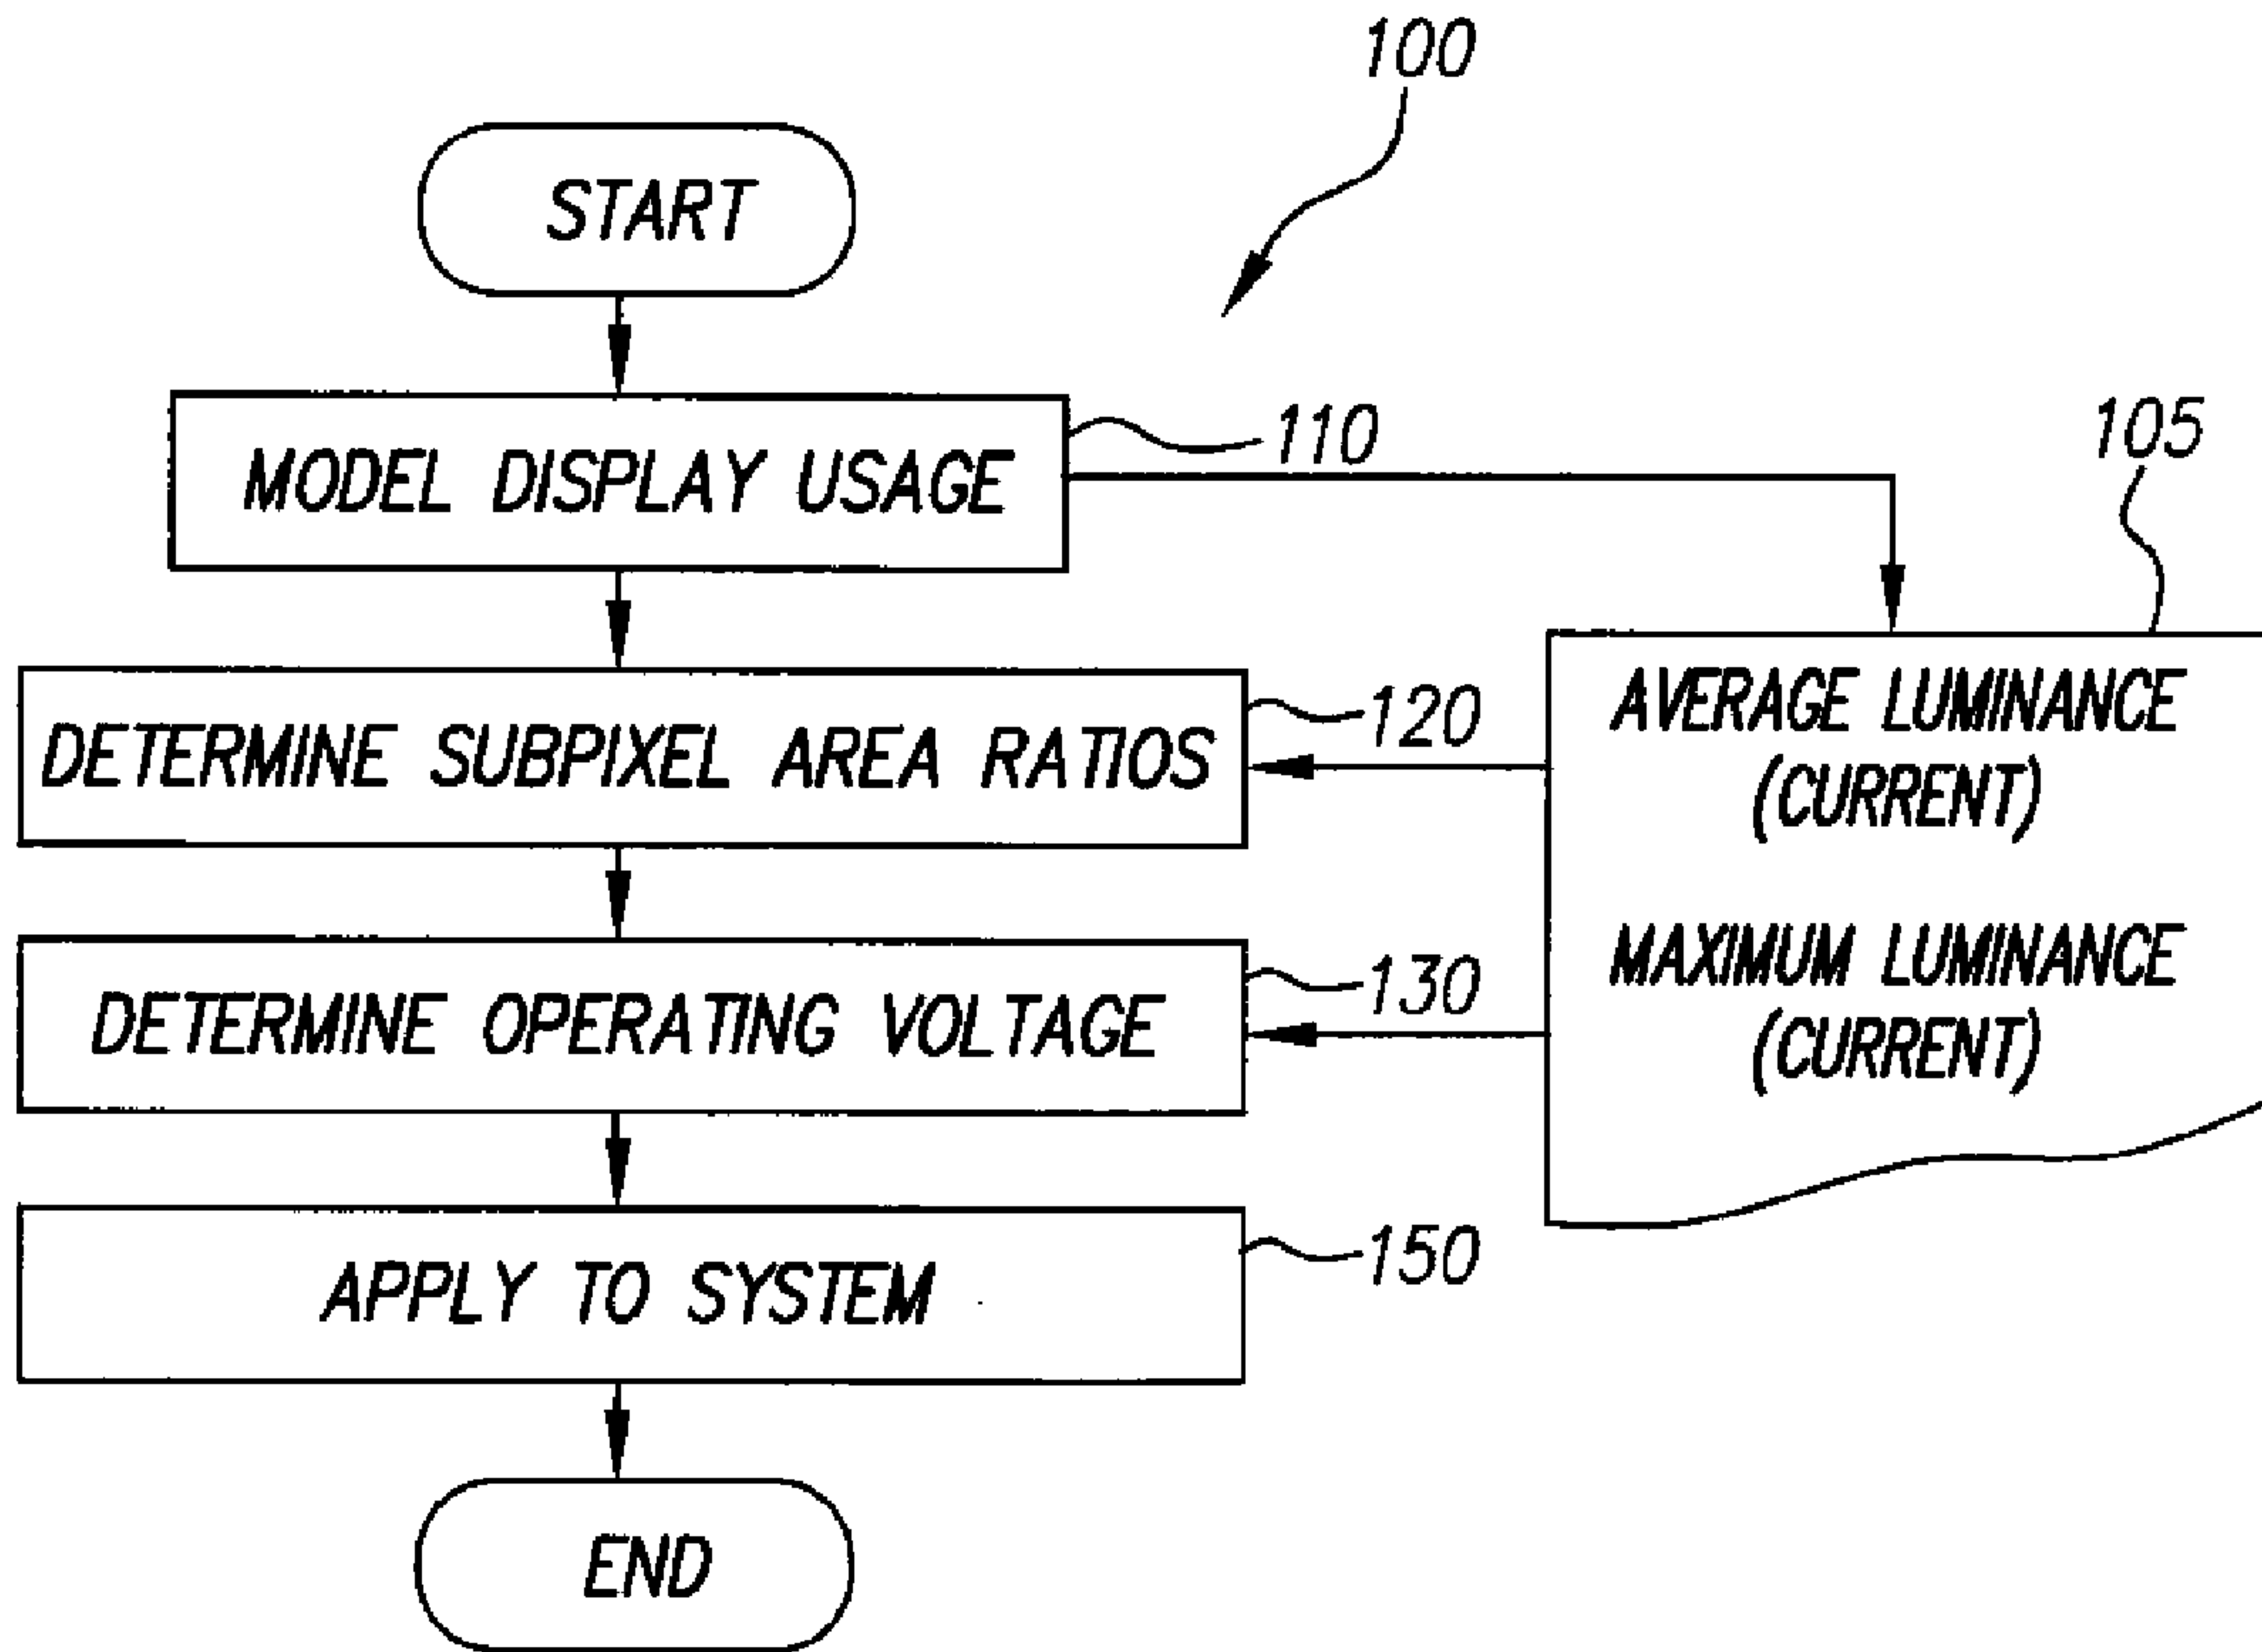 100
START
MODEL DISPLAY USAGE
110
105
DETERMINE SUBPIXEL AREA RATIOS
120
AVERAGE LUMINANCE
(CURRENT)
MAXIMUM LUMINANCE
(CURRENT)
DETERMINE OPERATING VOLTAGE
130
APPLY TO SYSTEM
150
END